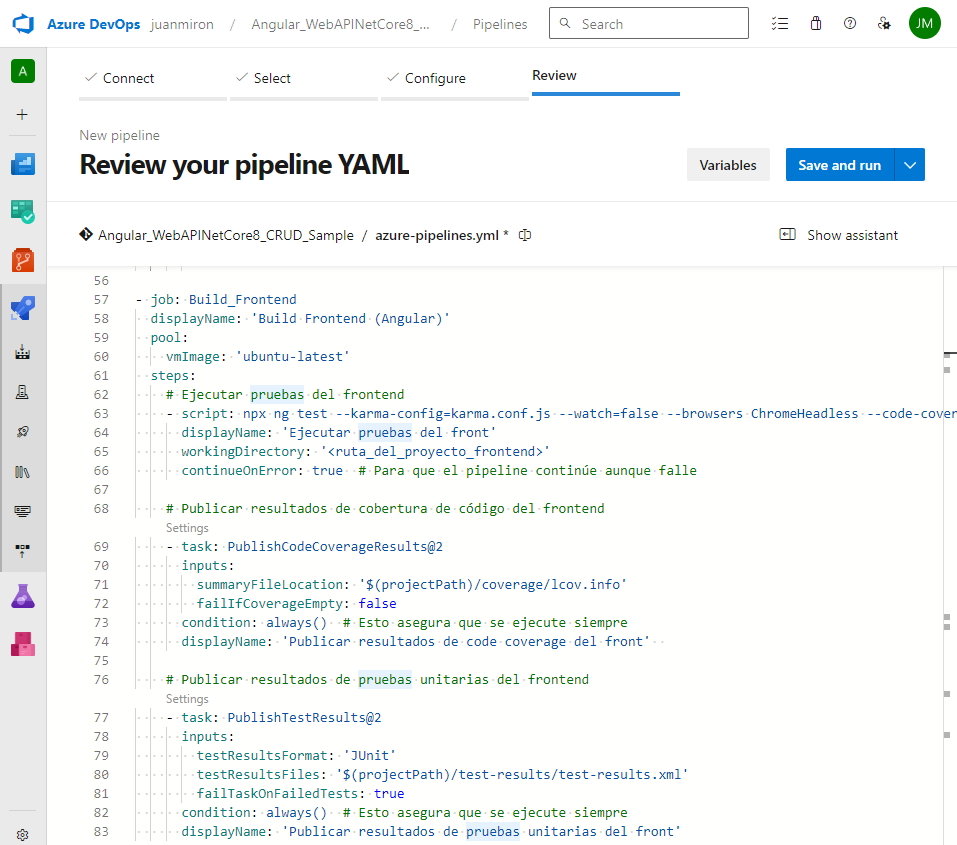 Azure DevOps juanmiron / Angular_WebAPINetCore8_... / Pipelines Search JM
A
Connect Select Configure Review
New pipeline
Review your pipeline YAML
Variables Save and run
Angular_WebAPINetCore8_CRUD_Sample / azure-pipelines.yml * Show assistant
56
57 - job: Build_Frontend
58 displayName: 'Build Frontend (Angular)'
59 pool:
60 vmImage: 'ubuntu-latest'
61 steps:
62 # Ejecutar pruebas del frontend
63 - script: npx ng test --karma-config=karma.conf.js --watch=false --browsers ChromeHeadless --code-cover
64 displayName: 'Ejecutar pruebas del front'
65 workingDirectory: '<ruta_del_proyecto_frontend>'
66 continueOnError: true # Para que el pipeline continúe aunque falle
67
68 # Publicar resultados de cobertura de código del frontend
Settings
69 - task: PublishCodeCoverageResults@2
70 inputs:
71 summaryFileLocation: '$(projectPath)/coverage/lcov.info'
72 failIfCoverageEmpty: false
73 condition: always() # Esto asegura que se ejecute siempre
74 displayName: 'Publicar resultados de code coverage del front'
75
76 # Publicar resultados de pruebas unitarias del frontend
Settings
77 - task: PublishTestResults@2
78 inputs:
79 testResultsFormat: 'JUnit'
80 testResultsFiles: '$(projectPath)/test-results/test-results.xml'
81 failTaskOnFailedTests: true
82 condition: always() # Esto asegura que se ejecute siempre
83 displayName: 'Publicar resultados de pruebas unitarias del front'